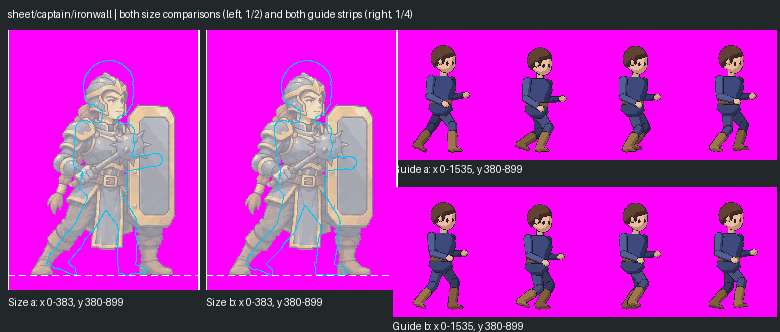 sheet/captain/ironwall | both size comparisons (left, 1/2) and both guide strips (right, 1/4)
Guide a: x 0-1535, y 380-899
Size a: x 0-383, y 380-899
Size b: x 0-383, y 380-899
Guide b: x 0-1535, y 380-899